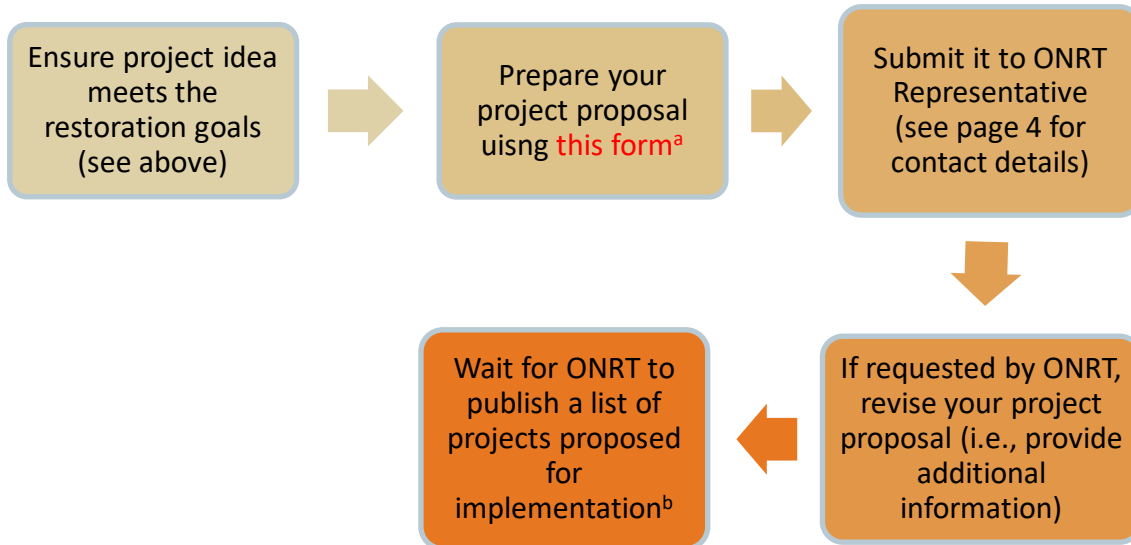 Ensure project idea
meets the
restoration goals
(see above)
Prepare your
project proposal
uisng this formᵃ
Submit it to ONRT
Representative
(see page 4 for
contact details)
If requested by ONRT,
revise your project
proposal (i.e., provide
additional
information)
Wait for ONRT to
publish a list of
projects proposed
for
implementationᵇ